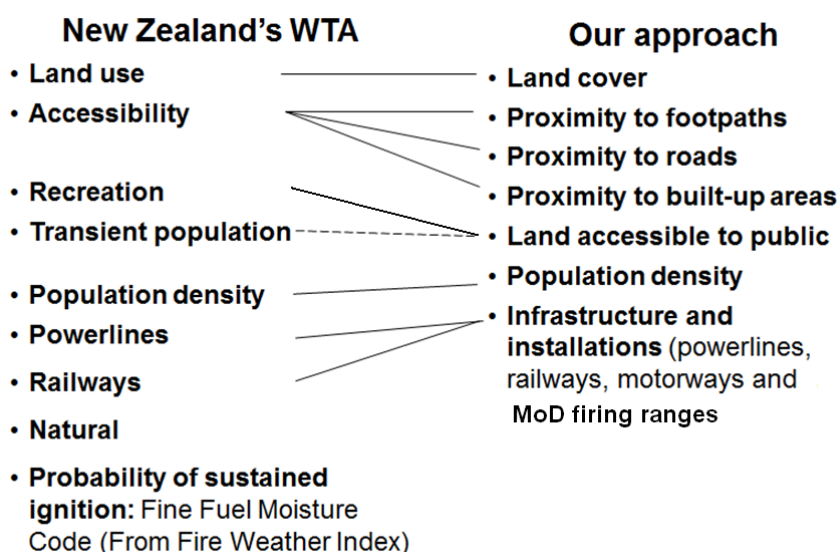 New Zealand's WTA
• Land use
• Accessibility
• Recreation
• Transient population
• Population density
• Powerlines
• Railways
• Natural
• Probability of sustained
ignition: Fine Fuel Moisture
Code (From Fire Weather Index)
Our approach
• Land cover
• Proximity to footpaths
• Proximity to roads
• Proximity to built-up areas
• Land accessible to public
• Population density
• Infrastructure and
installations (powerlines,
railways, motorways and
MoD firing ranges